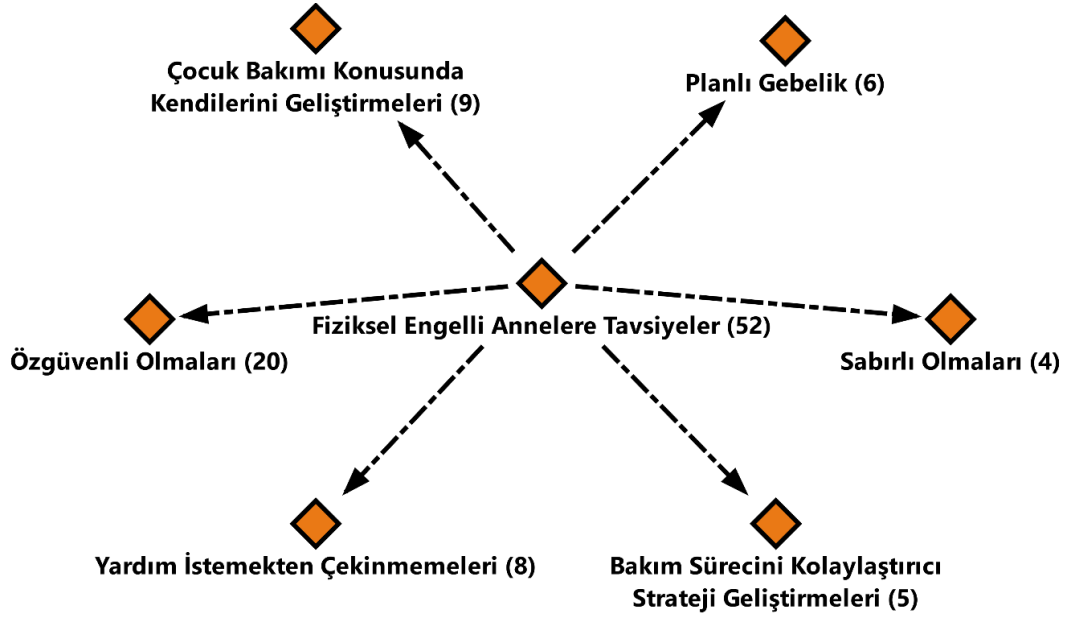 Çocuk Bakımı Konusunda
Kendilerini Geliştirmeleri (9)
Planlı Gebelik (6)
Fiziksel Engelli Annelere Tavsiyeler (52)
Özgüvenli Olmaları (20)
Sabırlı Olmaları (4)
Yardım İstemekten Çekinmemeleri (8)
Bakım Sürecini Kolaylaştırıcı
Strateji Geliştirmeleri (5)